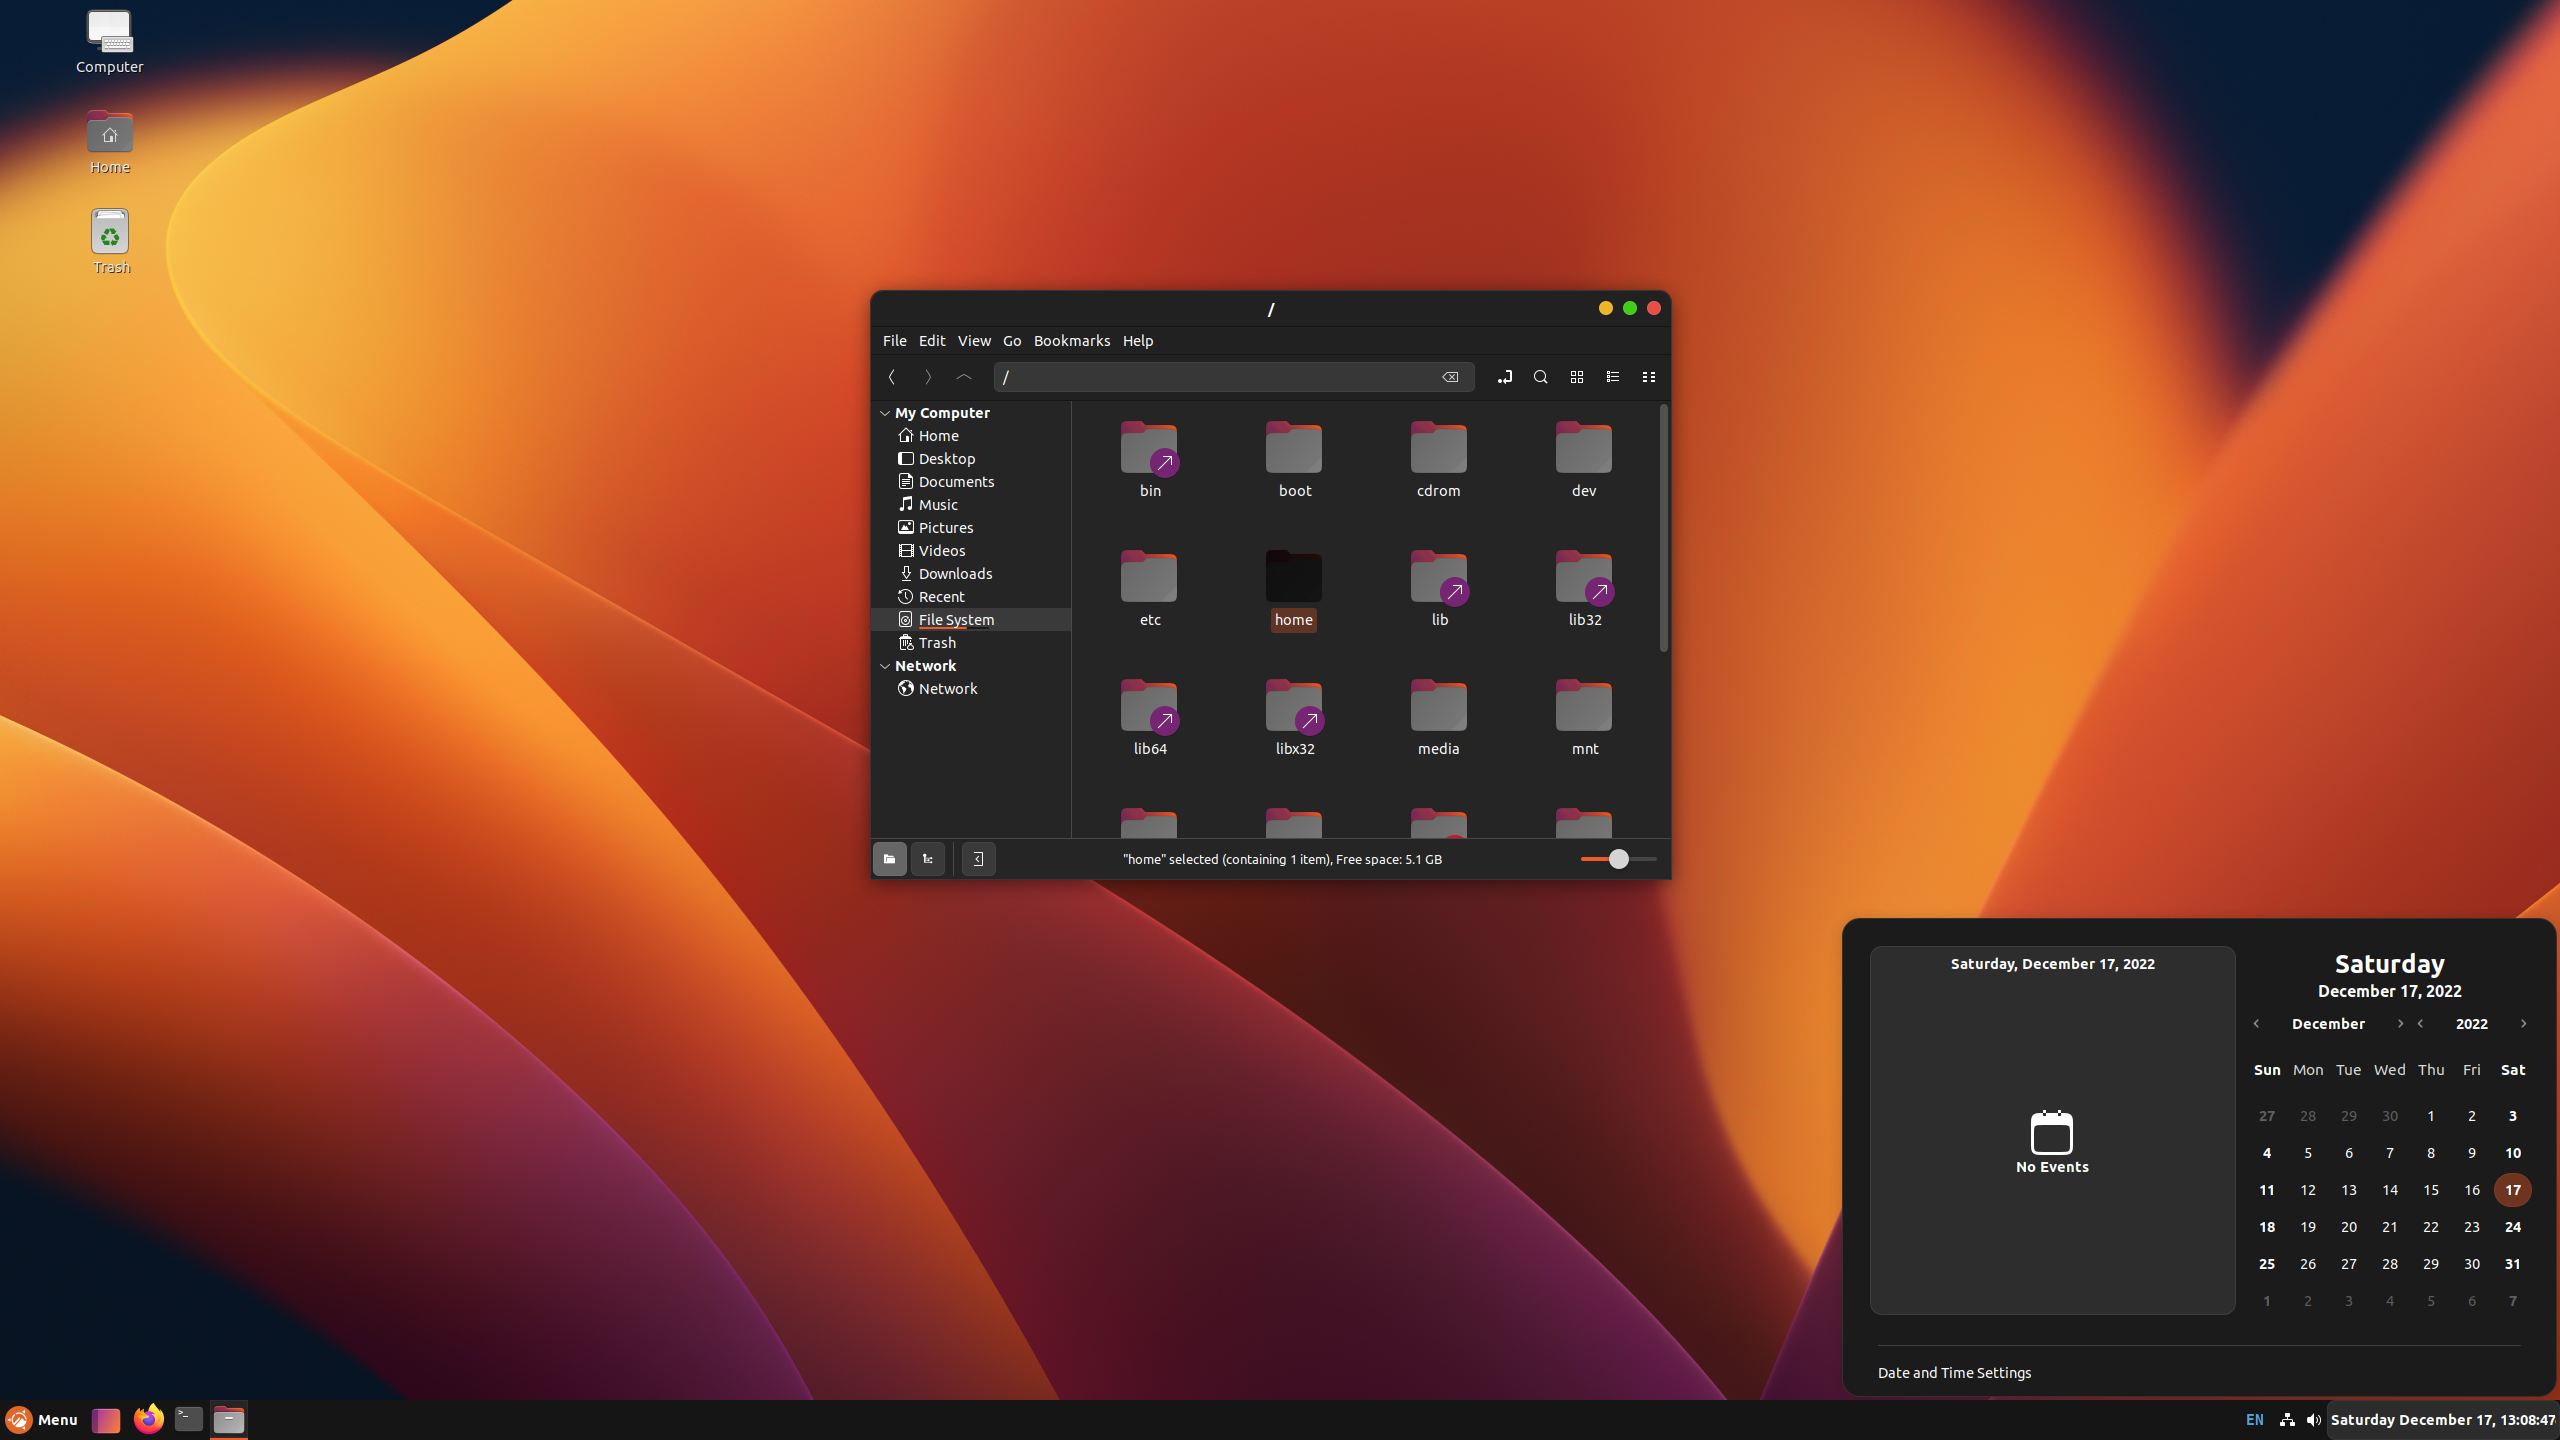 Computer
Home
Trash
/
File Edit View Go Bookmarks Help
/
My Computer
Home
Desktop
Documents
Music
Pictures
Videos
Downloads
Recent
File System
Trash
Network
Network
bin boot cdrom dev
etc home lib lib32
lib64 libx32 media mnt
"home" selected (containing 1 item), Free space: 5.1 GB
Saturday, December 17, 2022
No Events
Saturday
December 17, 2022
December 2022
Sun Mon Tue Wed Thu Fri Sat
27 28 29 30 1 2 3
4 5 6 7 8 9 10
11 12 13 14 15 16 17
18 19 20 21 22 23 24
25 26 27 28 29 30 31
1 2 3 4 5 6 7
Date and Time Settings
Menu
EN
Saturday December 17, 13:08:47